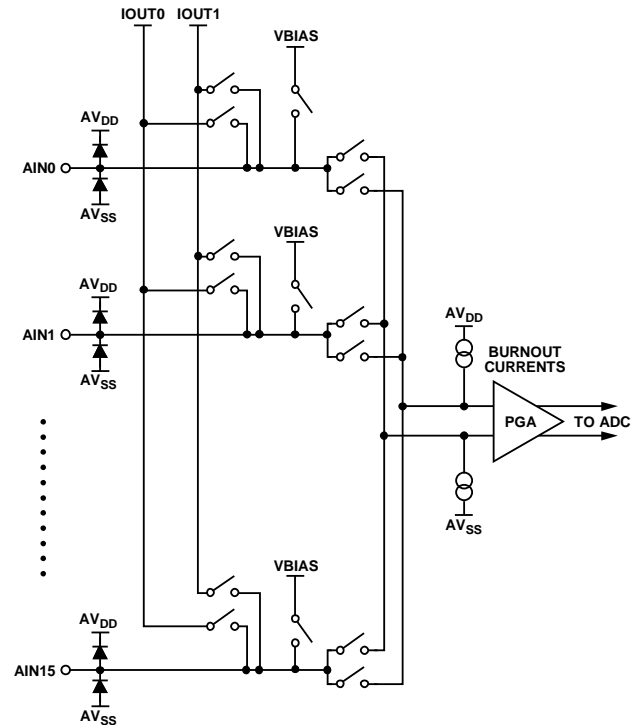 IOUT0 IOUT1
VBIAS
AVDD
AIN0
AVSS
VBIAS
AVDD
AIN1
AVSS
AVDD
BURNOUT
CURRENTS
PGA
TO ADC
AVSS
VBIAS
AVDD
AIN15
AVSS